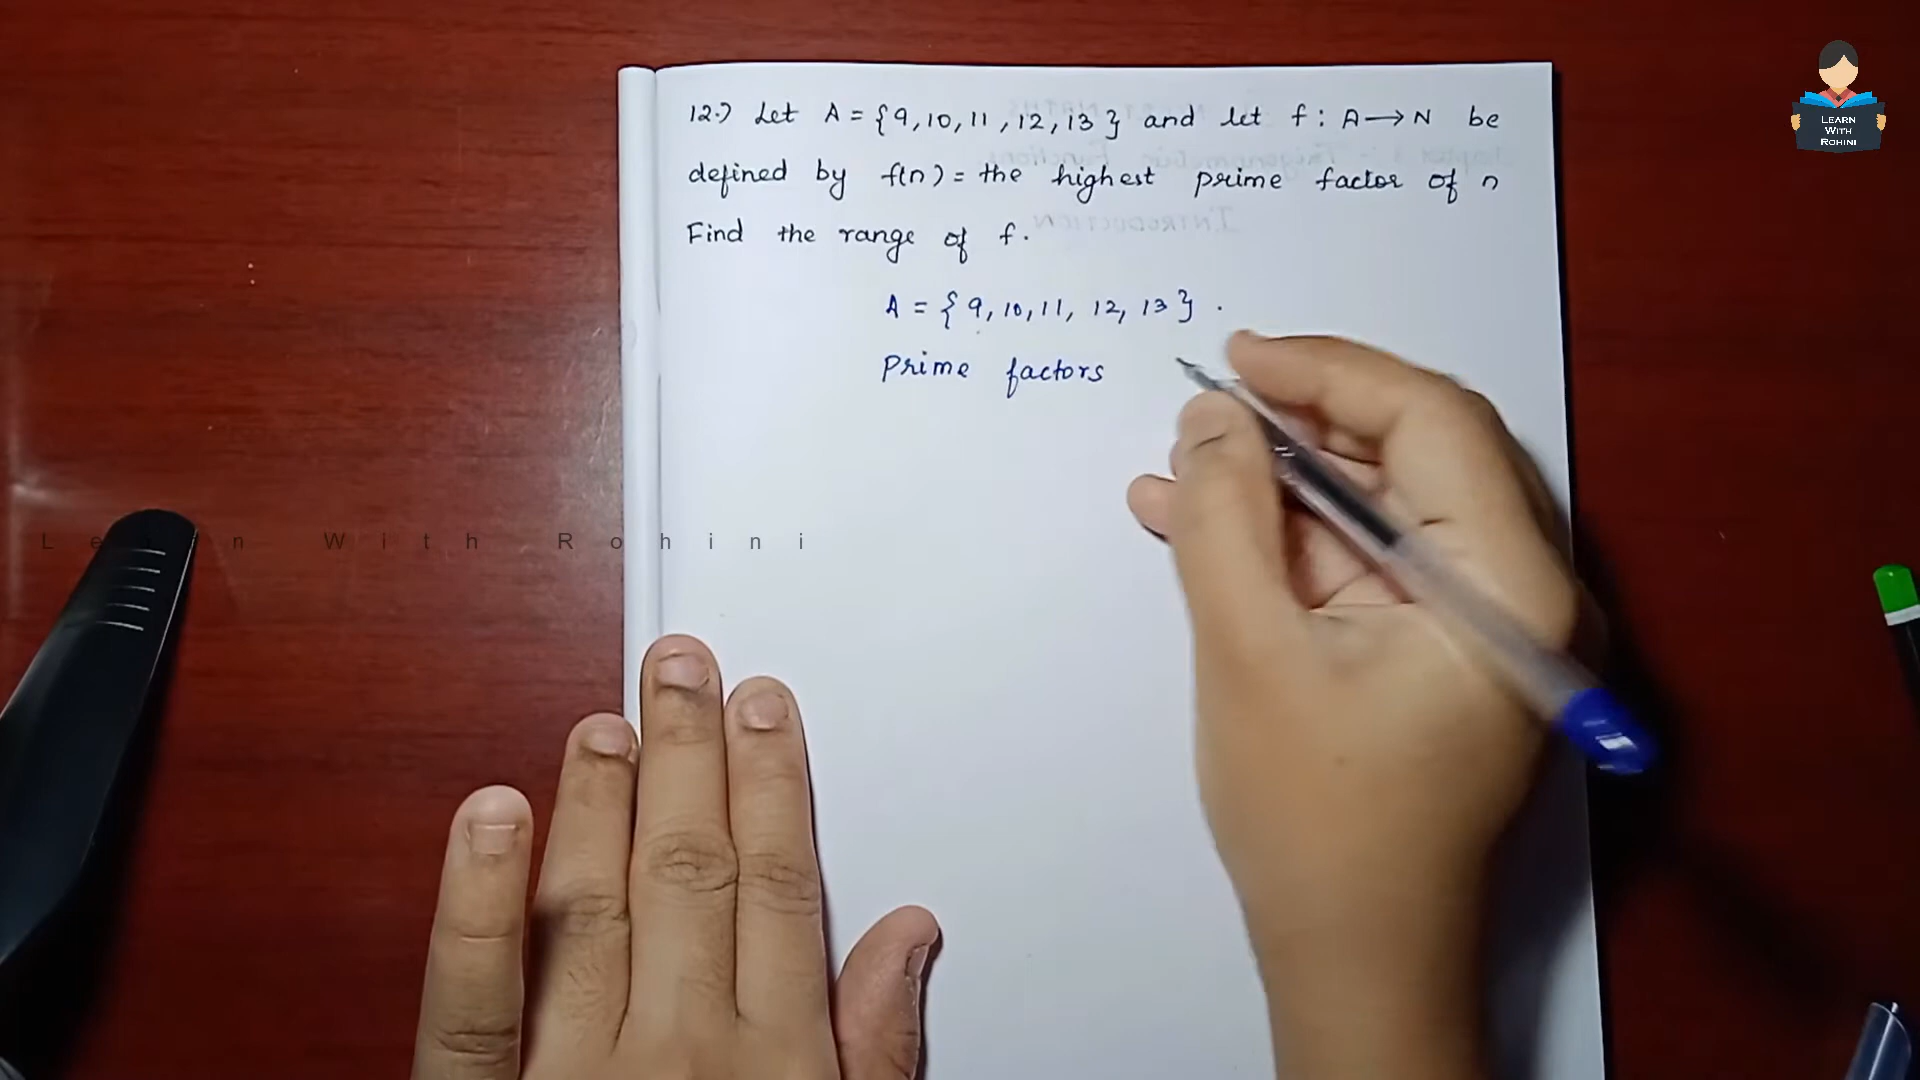 12.) Let A = {9, 10, 11, 12, 13} and let f : A → N be
defined by f(n) = the highest prime factor of n
Find the range of f.
A = {9, 10, 11, 12, 13} .
Prime factors
LEARN
WITH
ROHINI
Learn With Rohini